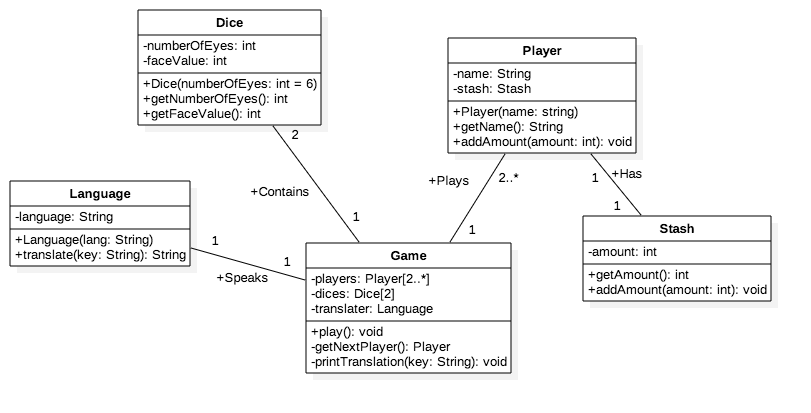 Dice
-numberOfEyes: int
-faceValue: int
+Dice(numberOfEyes: int = 6)
+getNumberOfEyes(): int
+getFaceValue(): int
Player
-name: String
-stash: Stash
+Player(name: string)
+getName(): String
+addAmount(amount: int): void
2
+Contains
1
+Plays
2..*
1
1
+Has
1
Language
-language: String
+Language(lang: String)
+translate(key: String): String
1
+Speaks
1
Stash
-amount: int
+getAmount(): int
+addAmount(amount: int): void
Game
-players: Player[2..*]
-dices: Dice[2]
-translater: Language
+play(): void
-getNextPlayer(): Player
-printTranslation(key: String): void